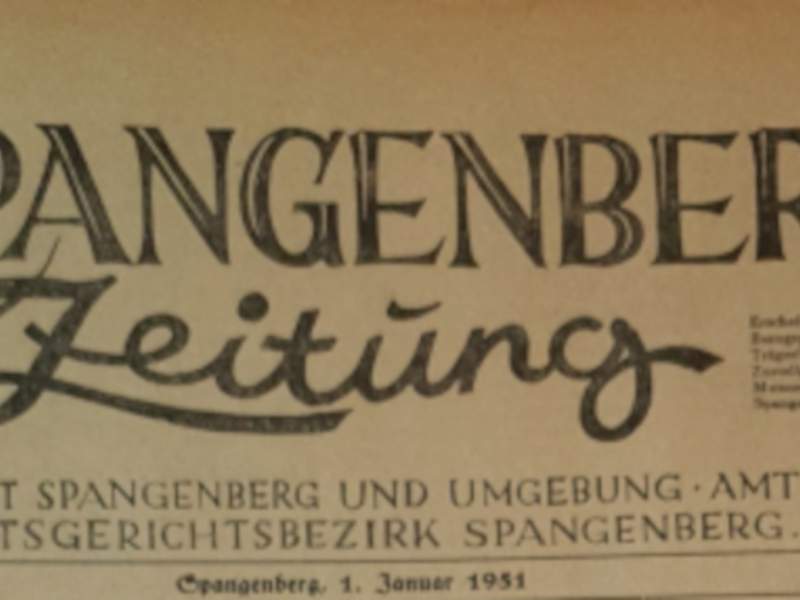 PANGENBER
Zeitung
T SPANGENBERG UND UMGEBUNG · AMT
TSGERICHTSBEZIRK SPANGENBERG.
Spangenberg, 1. Januar 1951